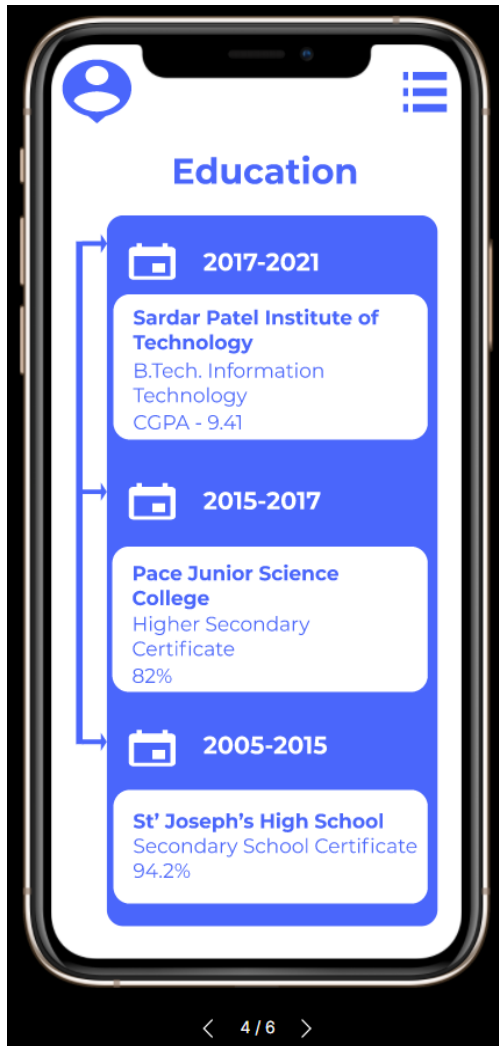 Education
2017-2021
Sardar Patel Institute of
Technology
B.Tech. Information
Technology
CGPA - 9.41
2015-2017
Pace Junior Science
College
Higher Secondary
Certificate
82%
2005-2015
St’ Joseph’s High School
Secondary School Certificate
94.2%
4 / 6